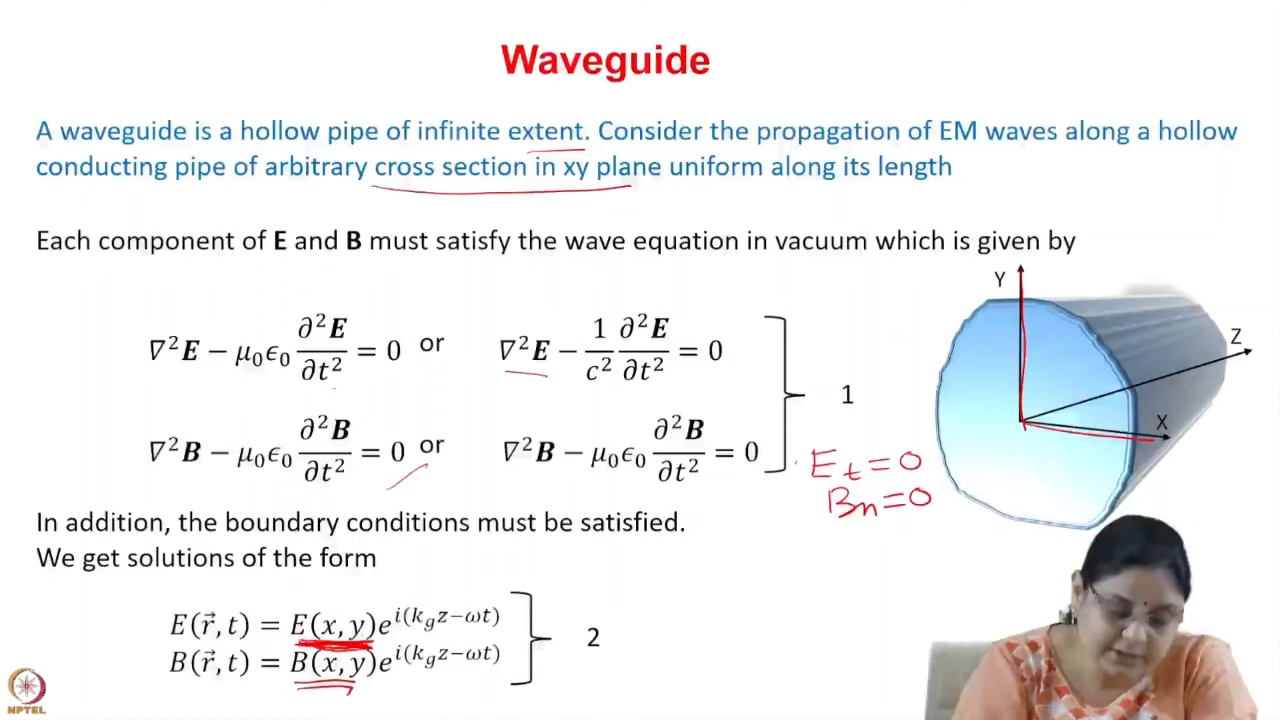 Waveguide
A waveguide is a hollow pipe of infinite extent. Consider the propagation of EM waves along a hollow
conducting pipe of arbitrary cross section in xy plane uniform along its length
Each component of E and B must satisfy the wave equation in vacuum which is given by
∇²E − μ₀ϵ₀ ∂²E/∂t² = 0 or ∇²E − 1/c² ∂²E/∂t² = 0
∇²B − μ₀ϵ₀ ∂²B/∂t² = 0 or ∇²B − μ₀ϵ₀ ∂²B/∂t² = 0
1
Y
Z
X
E_t = 0
B_n = 0
In addition, the boundary conditions must be satisfied.
We get solutions of the form
E(r⃗, t) = E(x, y)e^{i(k_g z−ωt)}
B(r⃗, t) = B(x, y)e^{i(k_g z−ωt)}
2
NPTEL